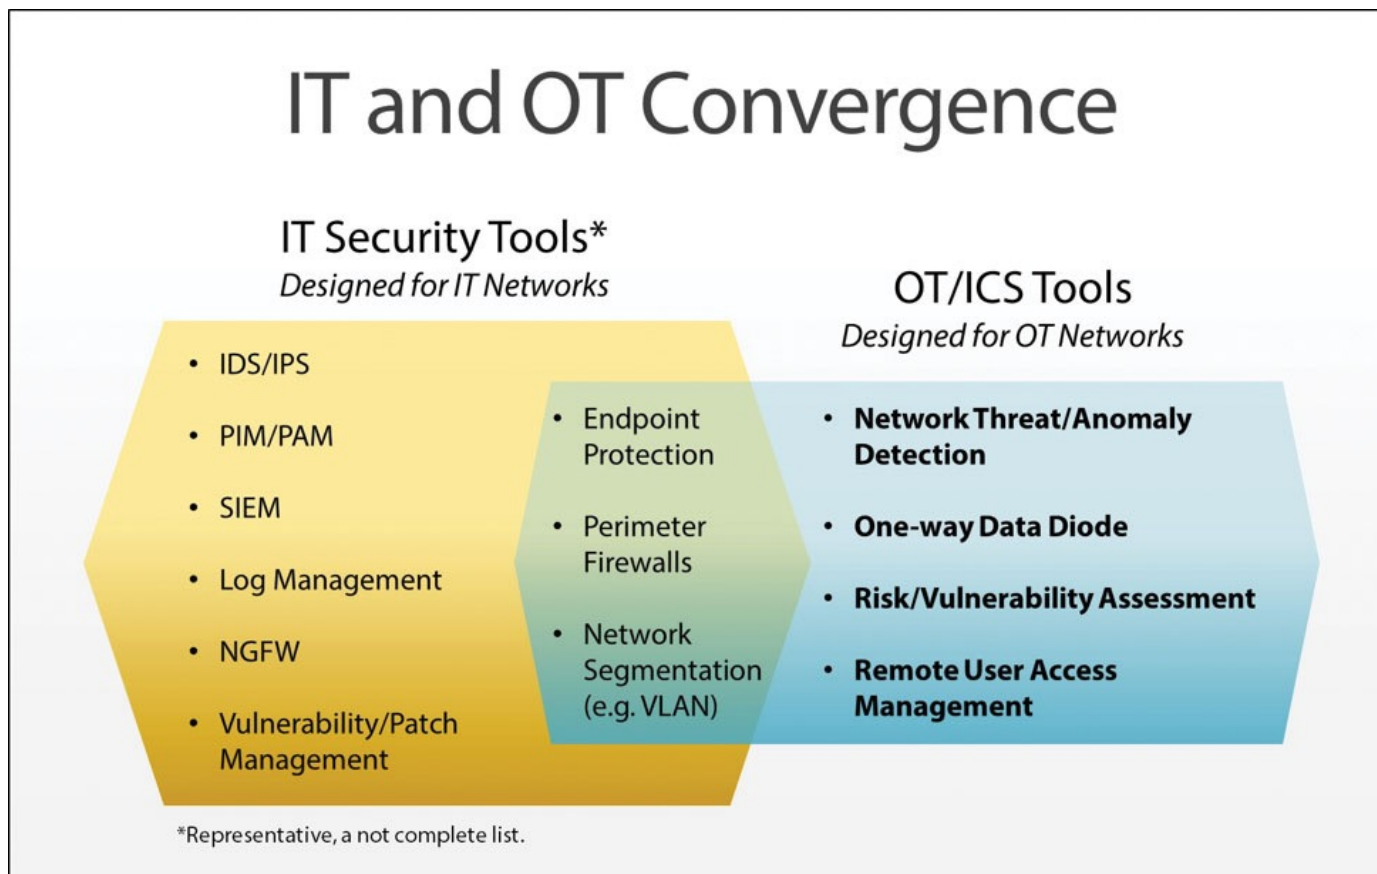 IT and OT Convergence
IT Security Tools*
Designed for IT Networks
• IDS/IPS
• PIM/PAM
• SIEM
• Log Management
• NGFW
• Vulnerability/Patch
Management
• Endpoint
Protection
• Perimeter
Firewalls
• Network
Segmentation
(e.g. VLAN)
OT/ICS Tools
Designed for OT Networks
• Network Threat/Anomaly
Detection
• One-way Data Diode
• Risk/Vulnerability Assessment
• Remote User Access
Management
*Representative, a not complete list.